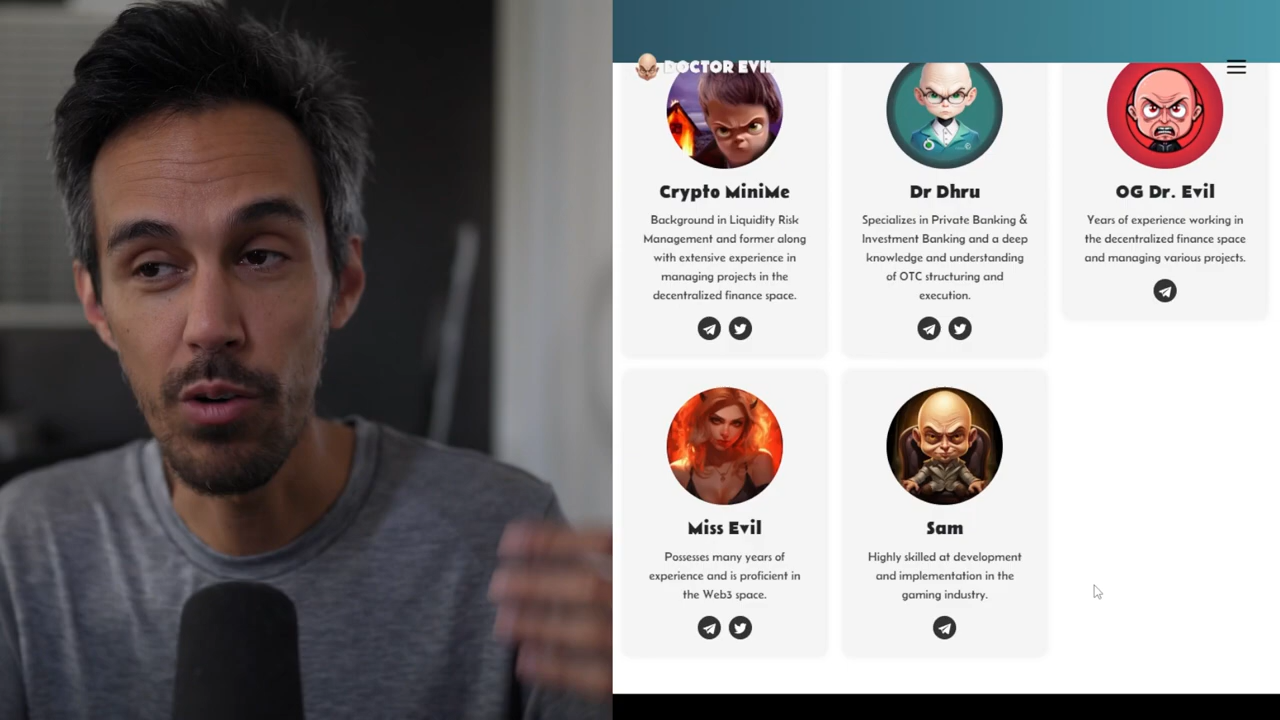 DOCTOR EVIL
Crypto MiniMe
Background in Liquidity Risk
Management and former along
with extensive experience in
managing projects in the
decentralized finance space.
Dr Dhru
Specializes in Private Banking &
Investment Banking and a deep
knowledge and understanding
of OTC structuring and
execution.
OG Dr. Evil
Years of experience working in
the decentralized finance space
and managing various projects.
Miss Evil
Possesses many years of
experience and is proficient in
the Web3 space.
Sam
Highly skilled at development
and implementation in the
gaming industry.